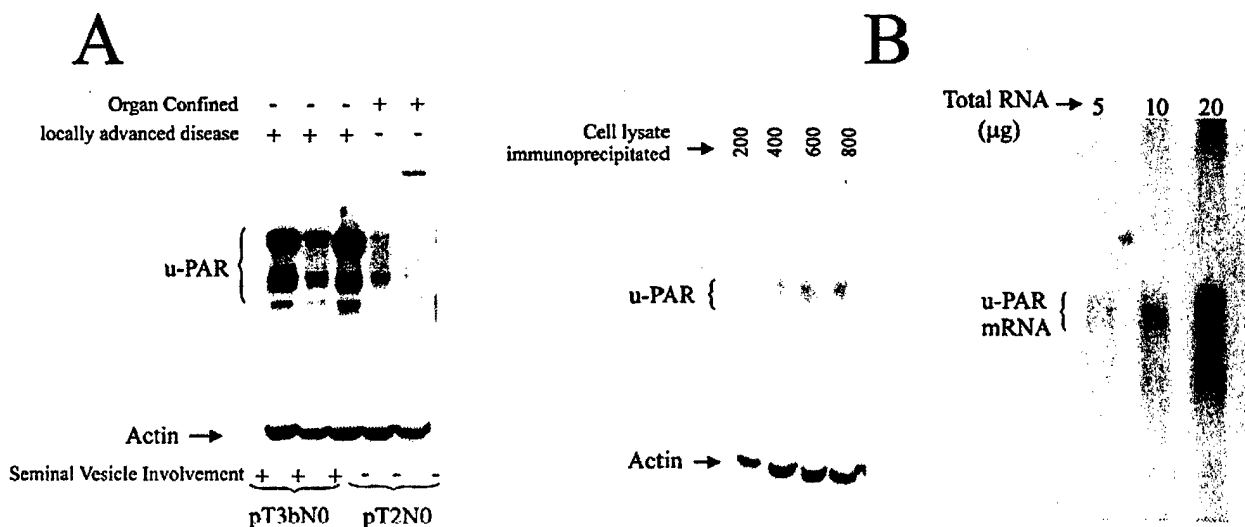 A
Organ Confined - - - + +
locally advanced disease + + + - -
u-PAR
Actin →
Seminal Vesicle Involvement + + + - - -
pT3bN0 pT2N0
Cell lysate
immunoprecipitated → 200 400 600 800
u-PAR
Actin →
B
Total RNA → 5 10 20
(µg)
u-PAR
mRNA